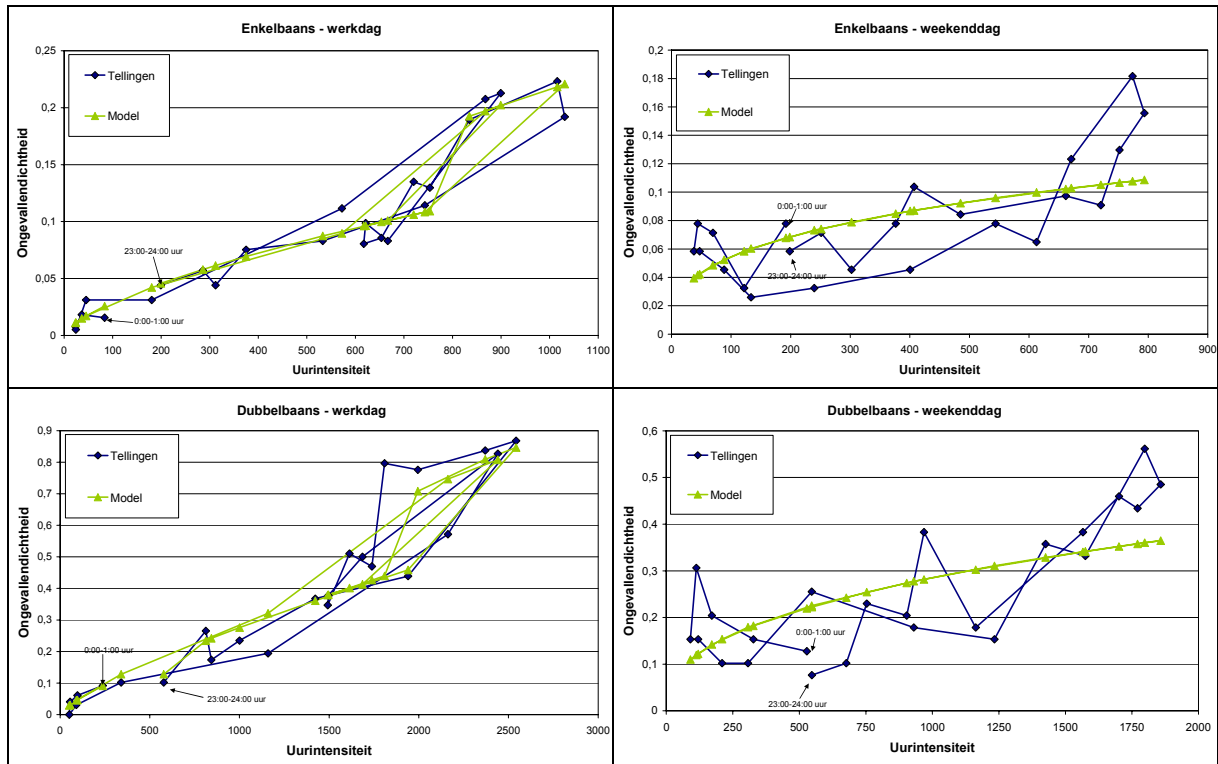 Enkelbaans - werkdag
Ongevallendichtheid
0,25
0,2
0,15
0,1
0,05
0
Tellingen
Model
23:00-24:00 uur
0:00-1:00 uur
0 100 200 300 400 500 600 700 800 900 1000 1100
Uurintensiteit
Enkelbaans - weekenddag
Ongevallendichtheid
0,2
0,18
0,16
0,14
0,12
0,1
0,08
0,06
0,04
0,02
0
Tellingen
Model
0:00-1:00 uur
23:00-24:00 uur
0 100 200 300 400 500 600 700 800 900
Uurintensiteit
Dubbelbaans - werkdag
Ongevallendichtheid
0,9
0,8
0,7
0,6
0,5
0,4
0,3
0,2
0,1
0
Tellingen
Model
0:00-1:00 uur
23:00-24:00 uur
0 500 1000 1500 2000 2500 3000
Uurintensiteit
Dubbelbaans - weekenddag
Ongevallendichtheid
0,6
0,5
0,4
0,3
0,2
0,1
0
Tellingen
Model
0:00-1:00 uur
23:00-24:00 uur
0 250 500 750 1000 1250 1500 1750 2000
Uurintensiteit